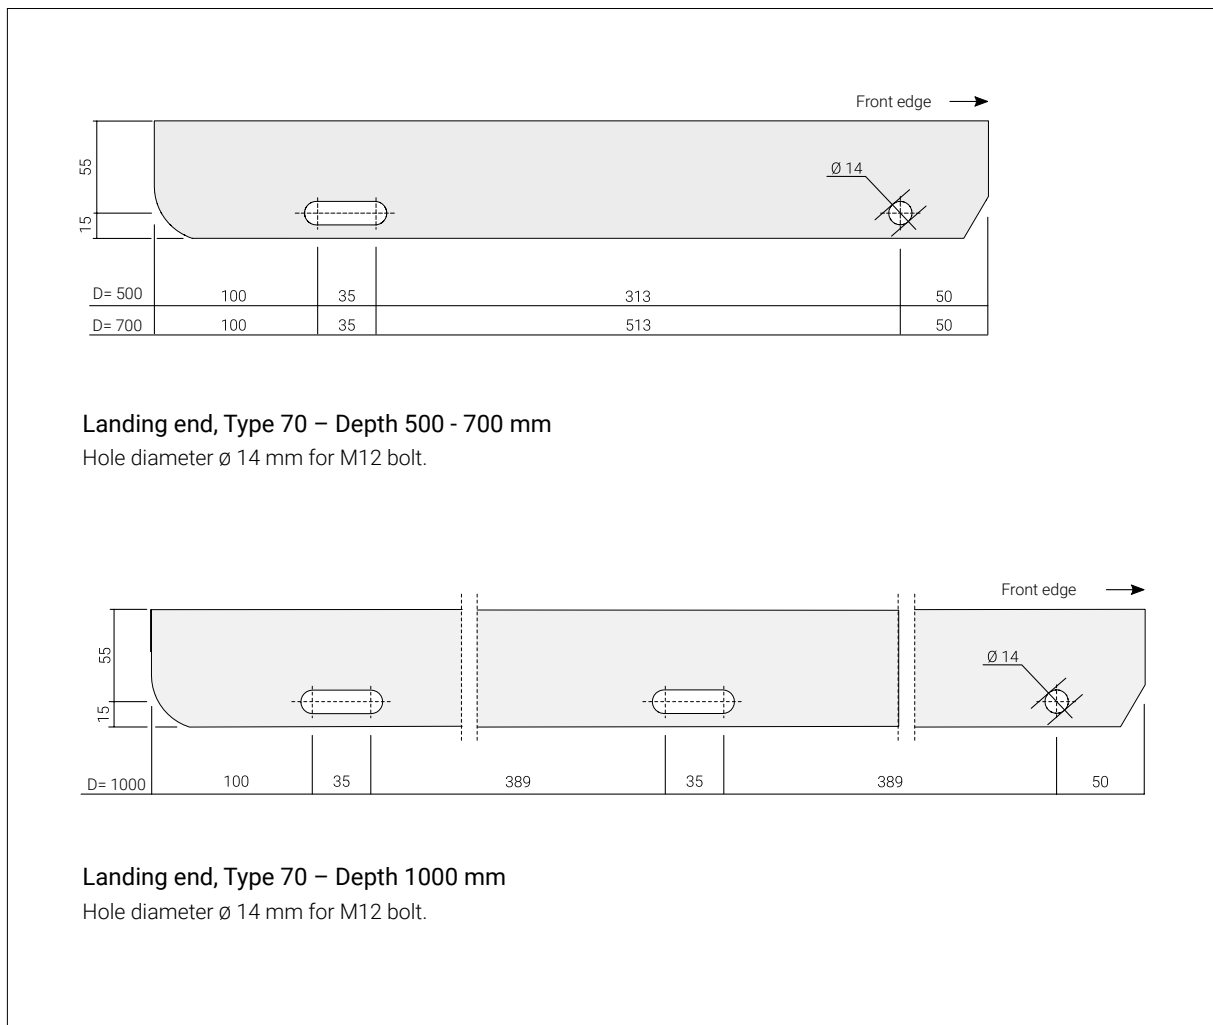 Front edge
55
Ø 14
15
D= 500 100 35 313 50
D= 700 100 35 513 50
Landing end, Type 70 – Depth 500 - 700 mm
Hole diameter ø 14 mm for M12 bolt.
Front edge
55
Ø 14
15
D= 1000 100 35 389 35 389 50
Landing end, Type 70 – Depth 1000 mm
Hole diameter ø 14 mm for M12 bolt.